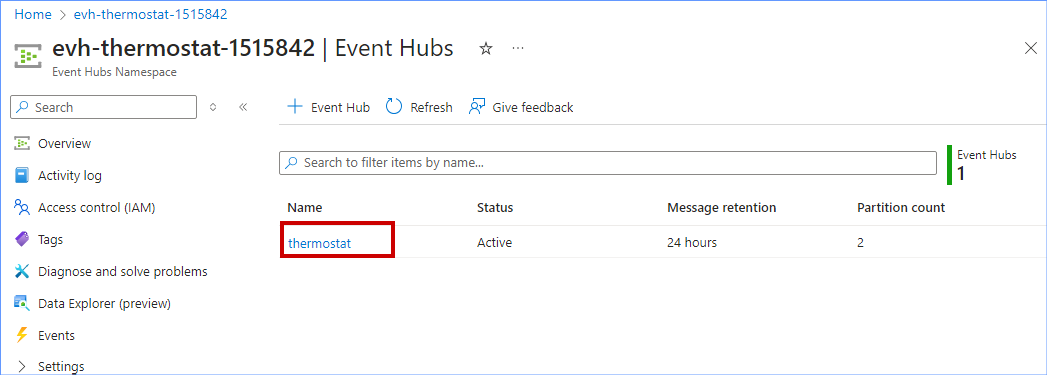 Home > evh-thermostat-1515842
evh-thermostat-1515842 | Event Hubs
Event Hubs Namespace
Search
Overview
Activity log
Access control (IAM)
Tags
Diagnose and solve problems
Data Explorer (preview)
Events
Settings
Event Hub Refresh Give feedback
Search to filter items by name...
Event Hubs
1
Name Status Message retention Partition count
thermostat Active 24 hours 2